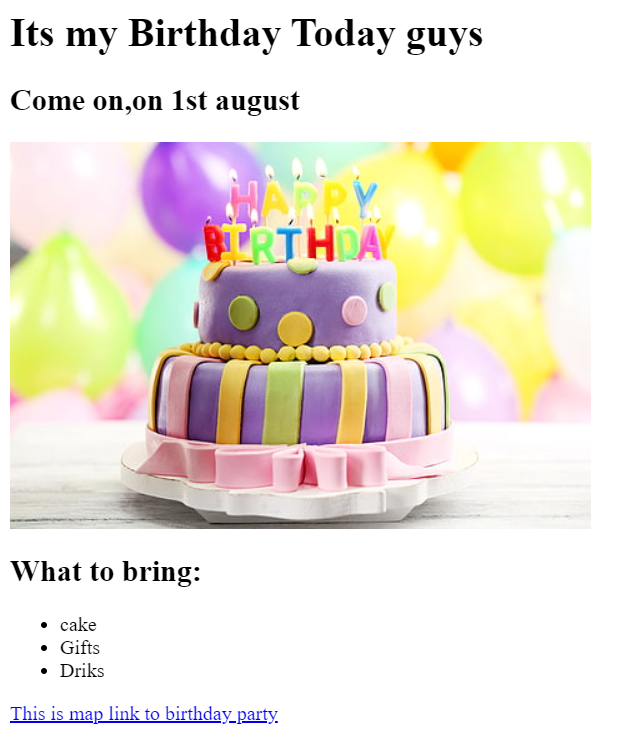 Its my Birthday Today guys
Come on,on 1st august
HAPPY
BIRTHDAY
What to bring:
cake
Gifts
Driks
This is map link to birthday party